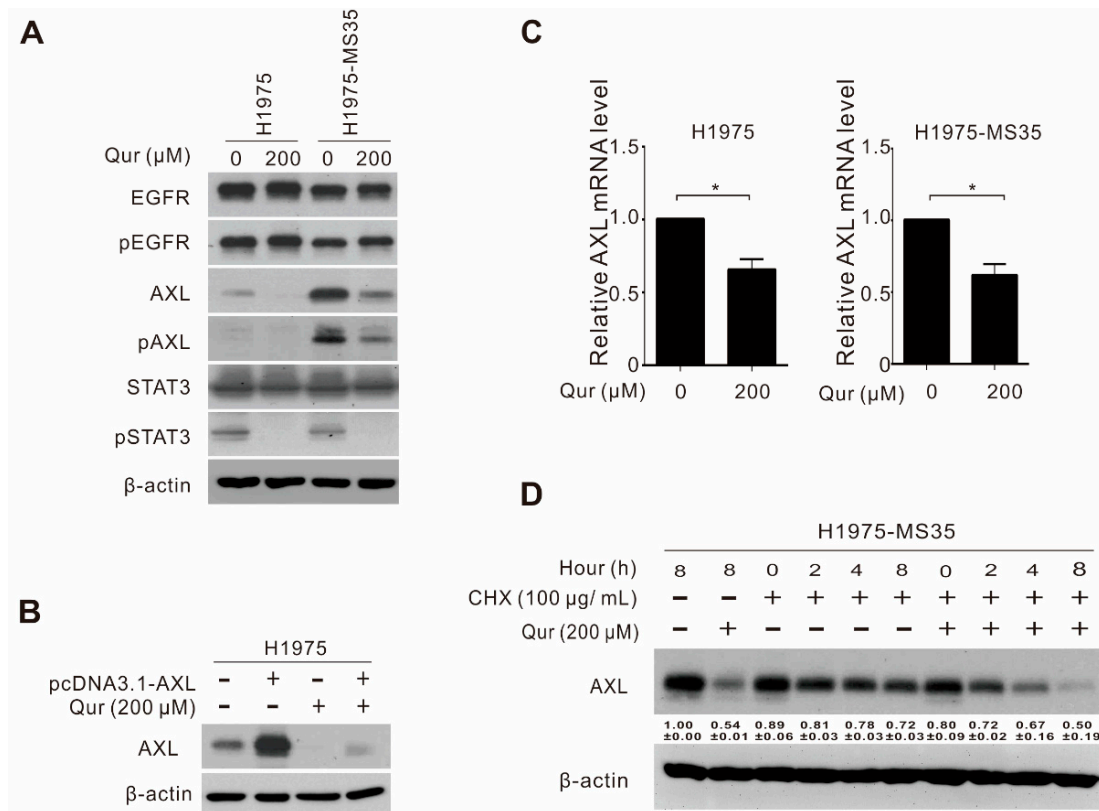 A
H1975
H1975-MS35
Qur (µM)
0 200 0 200
EGFR
pEGFR
AXL
pAXL
STAT3
pSTAT3
β-actin
B
H1975
pcDNA3.1-AXL − + − +
Qur (200 µM) − − + +
AXL
β-actin
C
H1975
Relative AXL mRNA level
1.5
1.0
0.5
0
*
Qur (µM) 0 200
H1975-MS35
Relative AXL mRNA level
1.5
1.0
0.5
0
*
Qur (µM) 0 200
D
H1975-MS35
Hour (h) 8 8 0 2 4 8 0 2 4 8
CHX (100 µg/ mL) − − + + + + + + + +
Qur (200 µM) − + − − − − + + + +
AXL
1.00 0.54 0.89 0.81 0.78 0.72 0.80 0.72 0.67 0.50
±0.00 ±0.01 ±0.06 ±0.03 ±0.03 ±0.03 ±0.09 ±0.02 ±0.16 ±0.19
β-actin